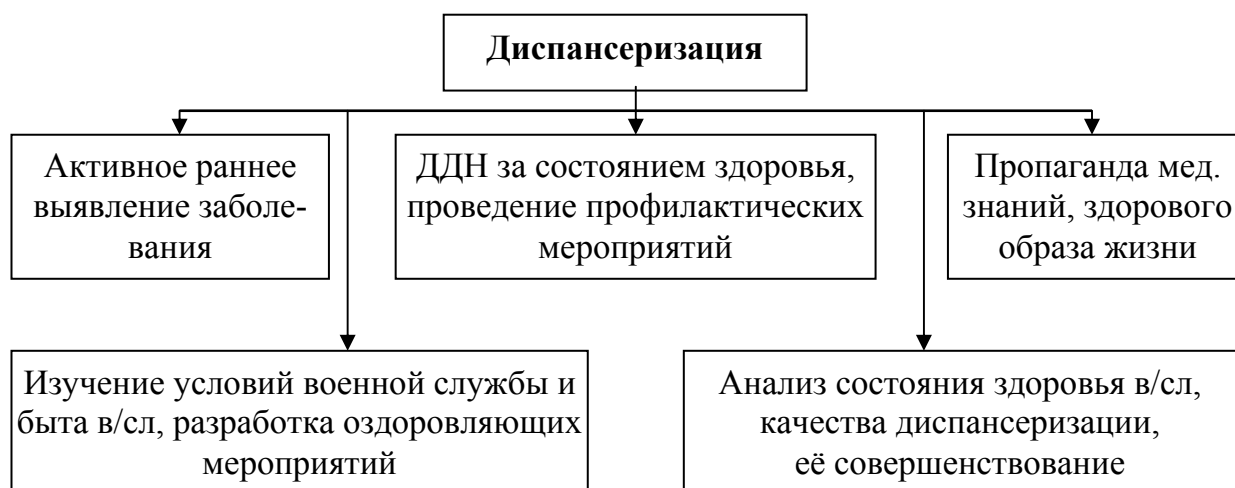 Диспансеризация
Активное раннее
выявление заболе-
вания
ДДН за состоянием здоровья,
проведение профилактических
мероприятий
Пропаганда мед.
знаний, здорового
образа жизни
Изучение условий военной службы и
быта в/сл, разработка оздоровляющих
мероприятий
Анализ состояния здоровья в/сл,
качества диспансеризации,
её совершенствование